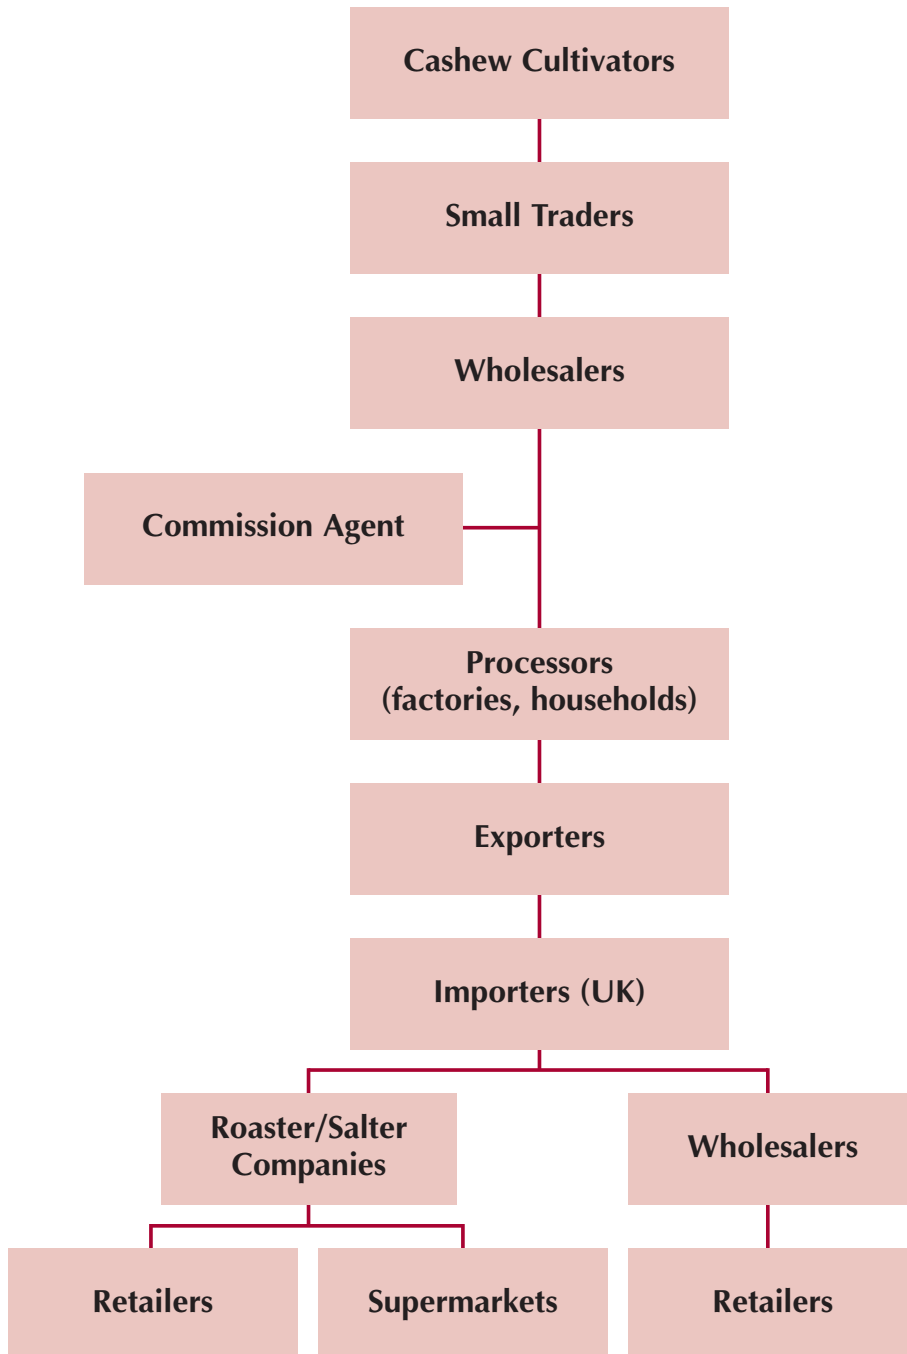 Cashew Cultivators
Small Traders
Wholesalers
Commission Agent
Processors
(factories, households)
Exporters
Importers (UK)
Roaster/Salter
Companies
Wholesalers
Retailers
Supermarkets
Retailers